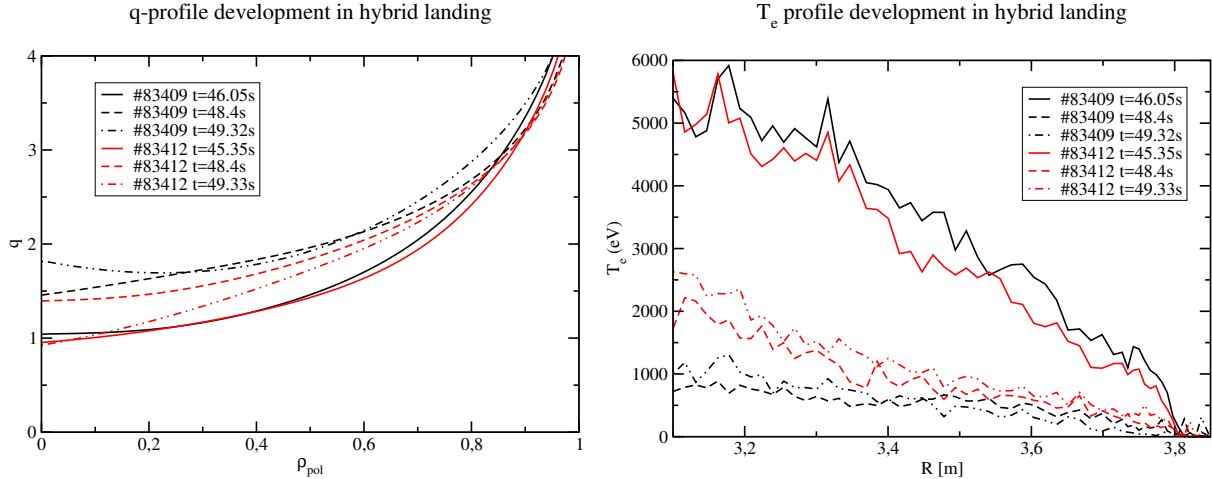 q-profile development in hybrid landing
4
3
2
1
0
q
#83409 t=46.05s
#83409 t=48.4s
#83409 t=49.32s
#83412 t=45.35s
#83412 t=48.4s
#83412 t=49.33s
0 0,2 0,4 0,6 0,8 1
ρpol
Te profile development in hybrid landing
6000
5000
4000
3000
2000
1000
0
Te (eV)
#83409 t=46.05s
#83409 t=48.4s
#83409 t=49.32s
#83412 t=45.35s
#83412 t=48.4s
#83412 t=49.33s
3,2 3,4 3,6 3,8
R [m]